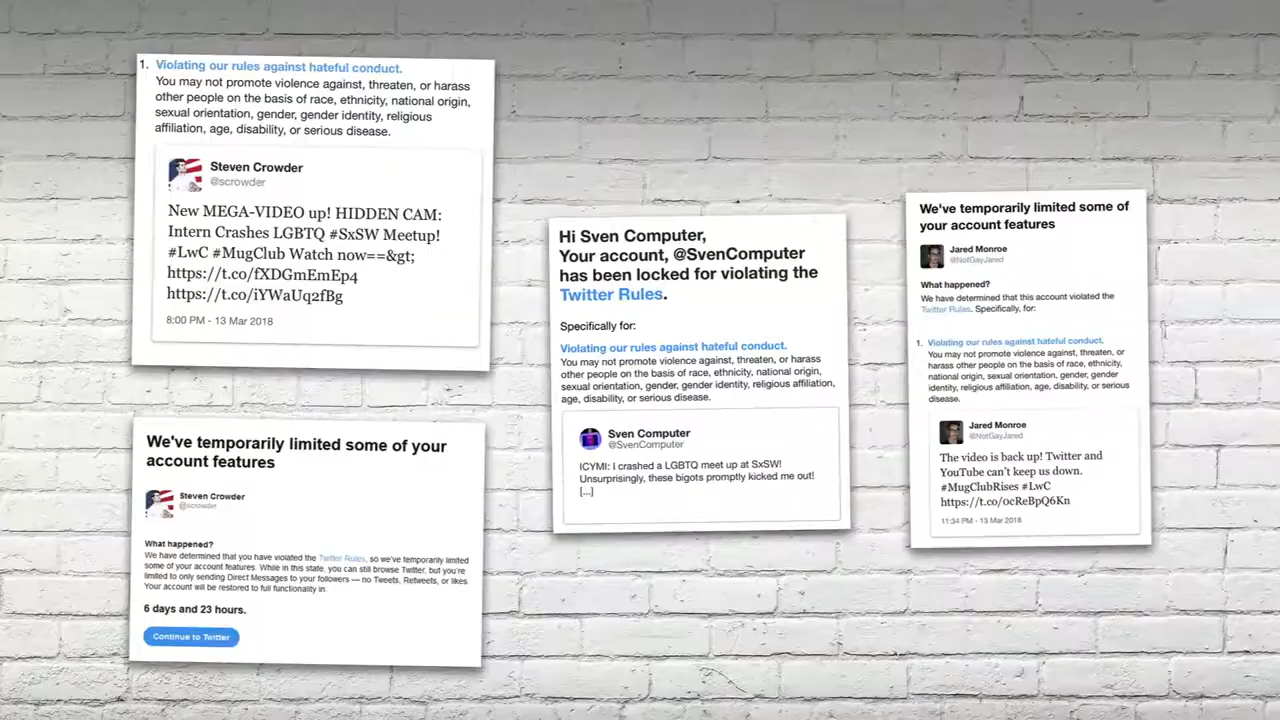 1. Violating our rules against hateful conduct.
You may not promote violence against, threaten, or harass
other people on the basis of race, ethnicity, national origin,
sexual orientation, gender, gender identity, religious
affiliation, age, disability, or serious disease.
Steven Crowder
@scrowder
New MEGA-VIDEO up! HIDDEN CAM:
Intern Crashes LGBTQ #SxSW Meetup!
#LwC #MugClub Watch now==&gt;
https://t.co/fXDGmEmEp4
https://t.co/iYWaUq2fBg
8:00 PM - 13 Mar 2018
We've temporarily limited some of your
account features
Steven Crowder
@scrowder
What happened?
We have determined that you have violated the Twitter Rules, so we've temporarily limited
some of your account features. While in this state, you can still browse Twitter, but you're
limited to only sending Direct Messages to your followers — no Tweets, Retweets, or likes.
Your account will be restored to full functionality in:
6 days and 23 hours.
Continue to Twitter
Hi Sven Computer,
Your account, @SvenComputer
has been locked for violating the
Twitter Rules.
Specifically for:
Violating our rules against hateful conduct.
You may not promote violence against, threaten, or harass
other people on the basis of race, ethnicity, national origin,
sexual orientation, gender, gender identity, religious affiliation,
age, disability, or serious disease.
Sven Computer
@SvenComputer
ICYMI: I crashed a LGBTQ meet up at SxSW!
Unsurprisingly, these bigots promptly kicked me out!
[...]
We've temporarily limited some of
your account features
Jared Monroe
@NotGayJared
What happened?
We have determined that this account violated the
Twitter Rules. Specifically, for:
1. Violating our rules against hateful conduct.
You may not promote violence against, threaten, or
harass other people on the basis of race, ethnicity,
national origin, sexual orientation, gender, gender
identity, religious affiliation, age, disability, or serious
disease.
Jared Monroe
@NotGayJared
The video is back up! Twitter and
YouTube can't keep us down.
#MugClubRises #LwC
https://t.co/0cReBpQ6Kn
11:34 PM - 13 Mar 2018